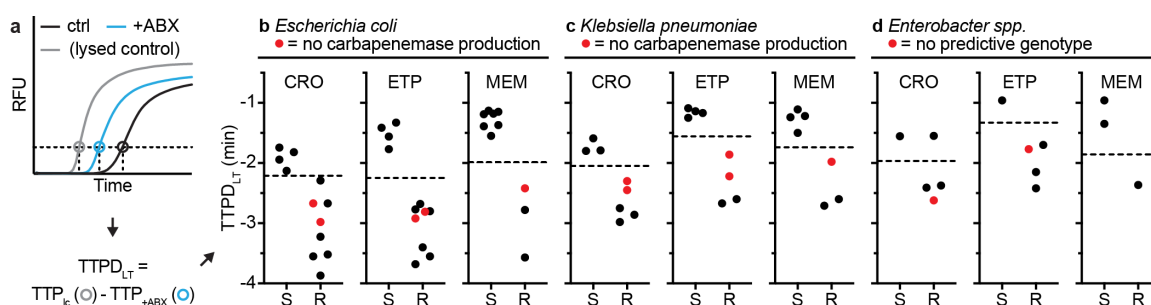 a
ctrl
+ABX
(lysed control)
RFU
Time
TTPD_LT =
TTP_lc ( ) - TTP_+ABX ( )
b Escherichia coli
= no carbapenemase production
c Klebsiella pneumoniae
= no carbapenemase production
d Enterobacter spp.
= no predictive genotype
TTPD_LT (min)
-1
-2
-3
-4
CRO ETP MEM CRO ETP MEM CRO ETP MEM
S R S R S R S R S R S R S R S R S R